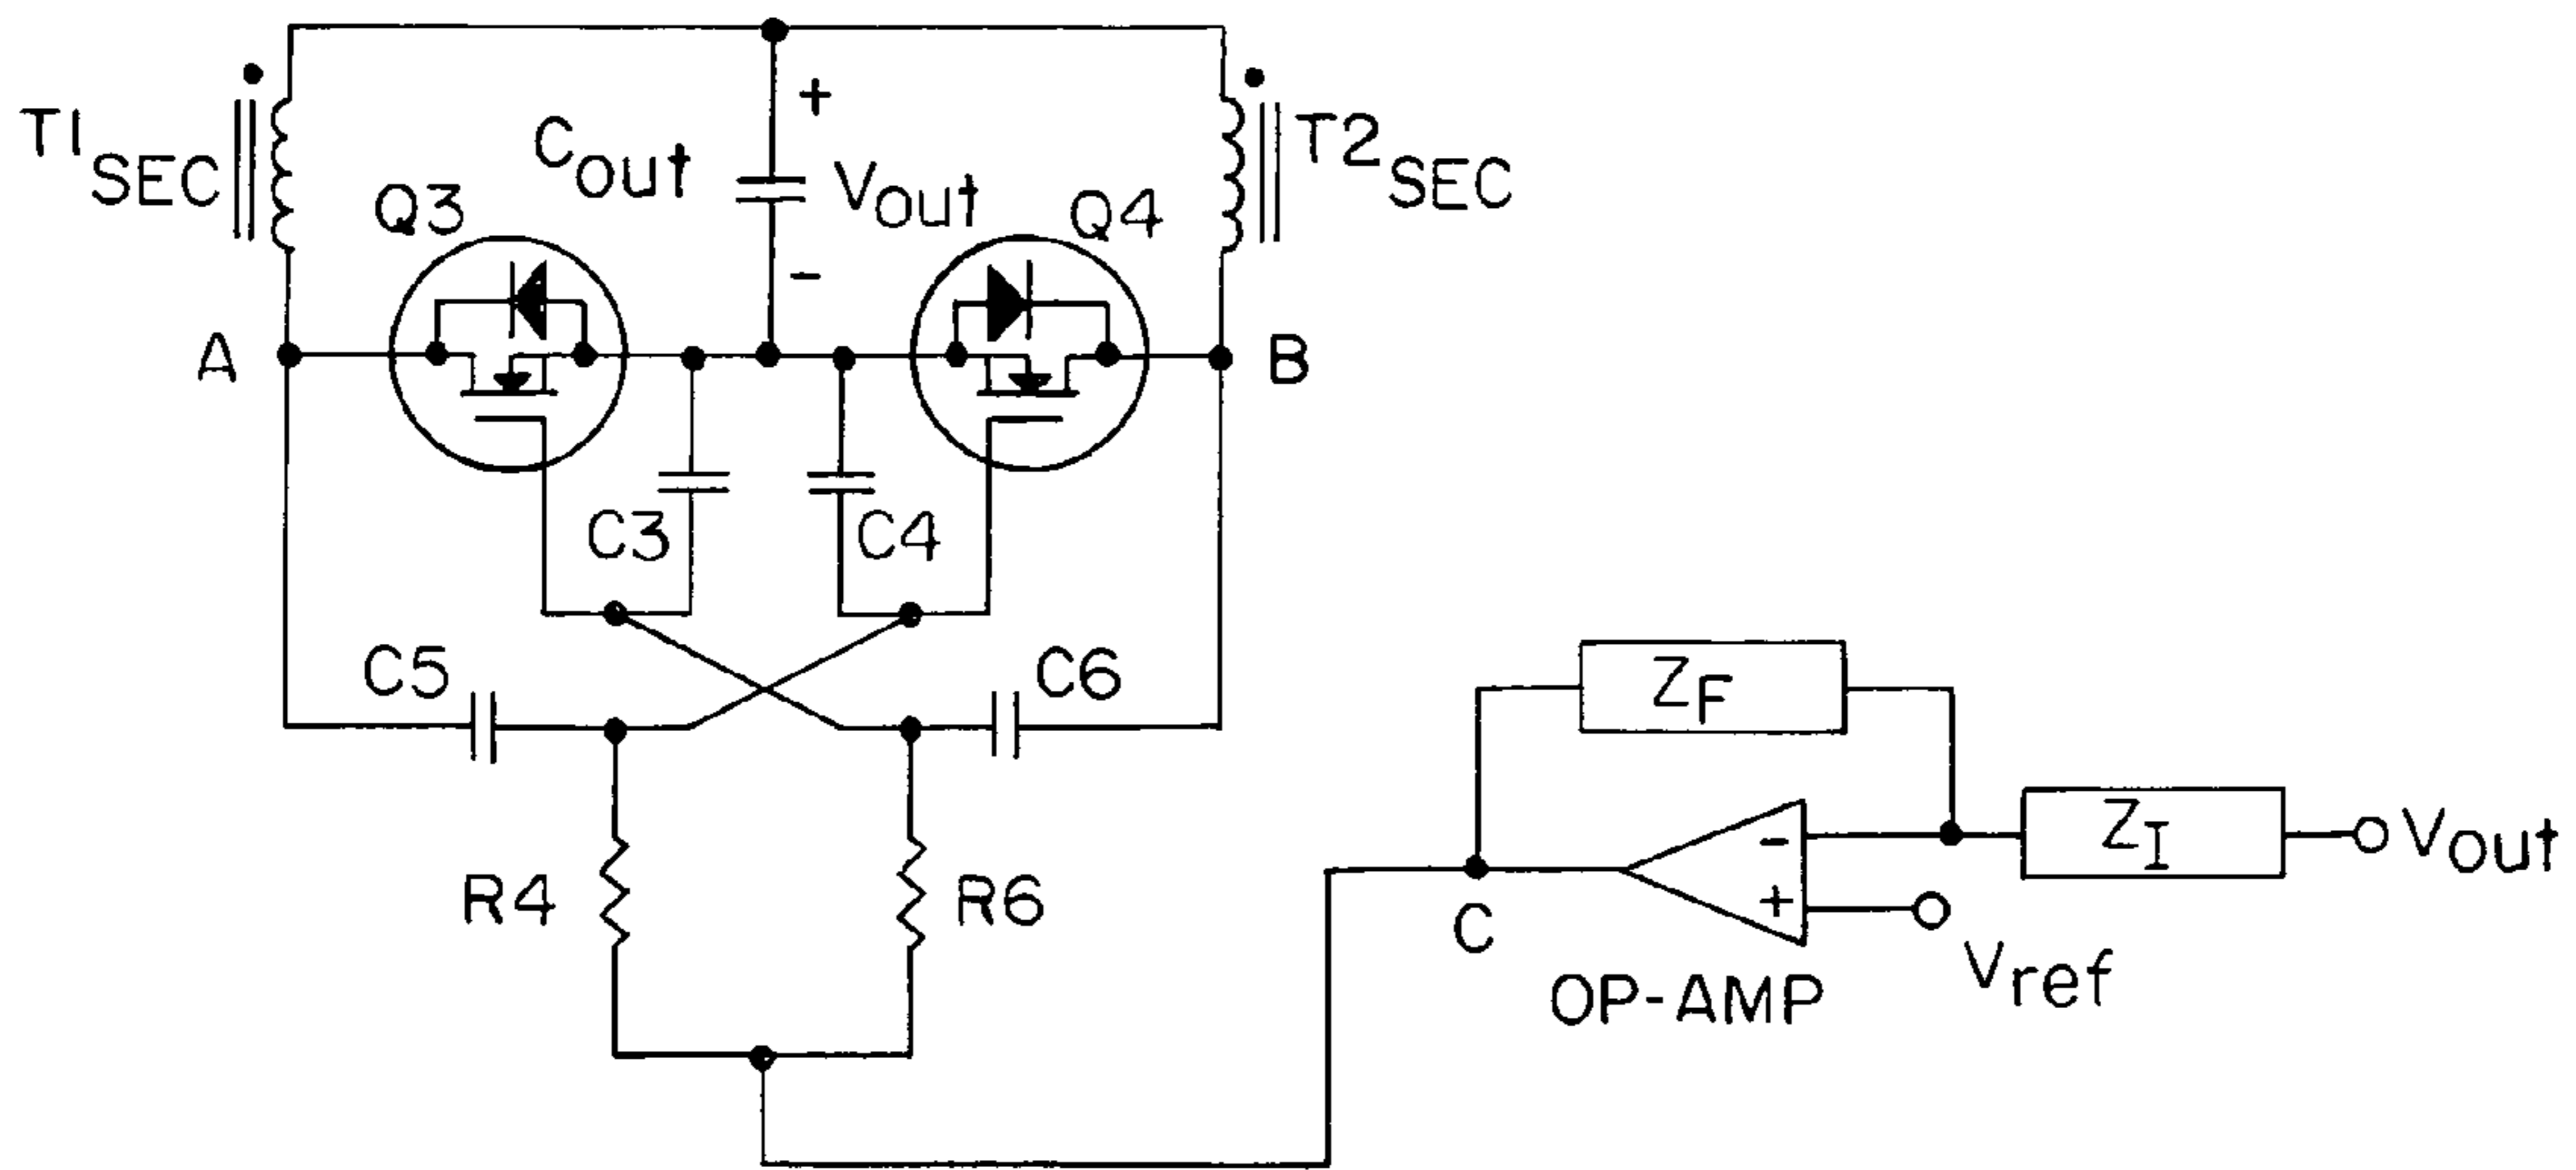 T1SEC
Cout
+
Vout
-
T2SEC
Q3
Q4
A
B
C3
C4
C5
C6
R4
R6
ZF
ZI
Vout
-
+
C
OP-AMP
Vref